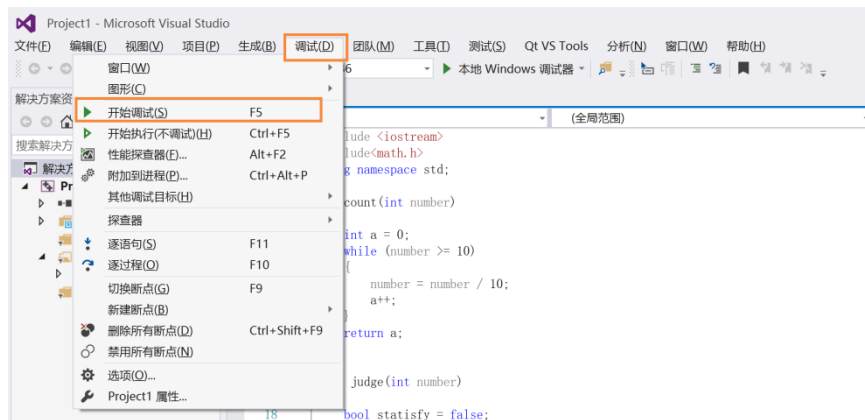 Project1 - Microsoft Visual Studio
文件(F) 编辑(E) 视图(V) 项目(P) 生成(B) 调试(D) 团队(M) 工具(T) 测试(S) Qt VS Tools 分析(N) 窗口(W) 帮助(H)
窗口(W)
本地 Windows 调试器
图形(C)
解决方案资
开始调试(S) F5
(全局范围)
开始执行(不调试)(H) Ctrl+F5
lude <iostream>
搜索解决方
性能探查器(F)... Alt+F2
lude<math.h>
解决方
附加到进程(P)... Ctrl+Alt+P
g namespace std;
Pr
其他调试目标(H)
count(int number)
探查器
int a = 0;
逐语句(S) F11
while (number >= 10)
逐过程(O) F10
{
切换断点(G) F9
number = number / 10;
新建断点(B)
a++;
}
删除所有断点(D) Ctrl+Shift+F9
return a;
禁用所有断点(N)
选项(O)...
judge(int number)
Project1 属性...
18 bool statisfy = false;